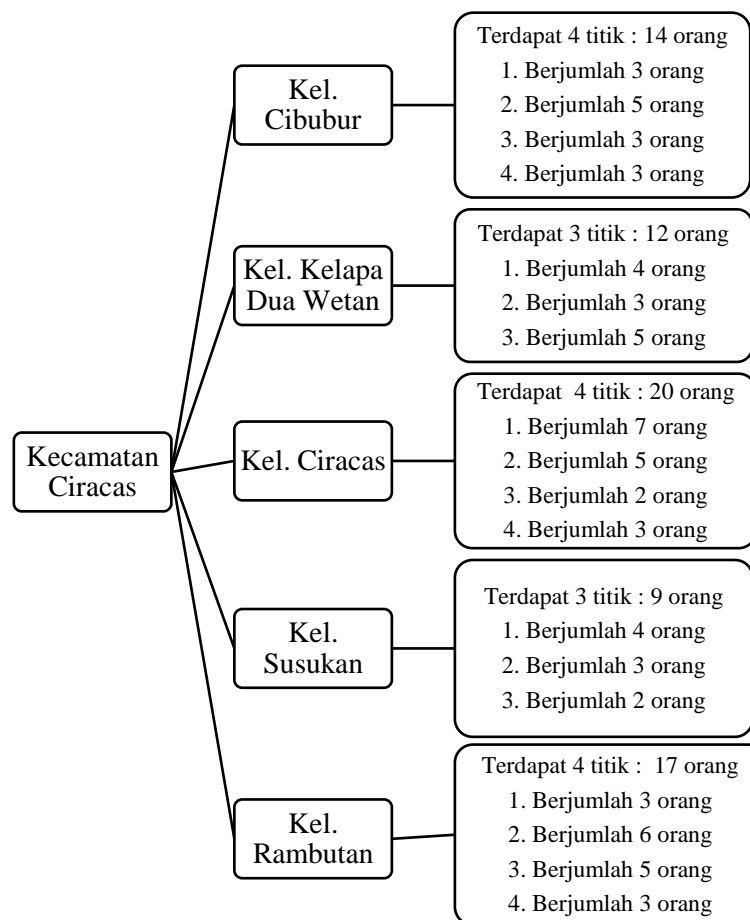 Kecamatan
Ciracas
Kel.
Cibubur
Terdapat 4 titik : 14 orang
1. Berjumlah 3 orang
2. Berjumlah 5 orang
3. Berjumlah 3 orang
4. Berjumlah 3 orang
Kel. Kelapa
Dua Wetan
Terdapat 3 titik : 12 orang
1. Berjumlah 4 orang
2. Berjumlah 3 orang
3. Berjumlah 5 orang
Kel. Ciracas
Terdapat 4 titik : 20 orang
1. Berjumlah 7 orang
2. Berjumlah 5 orang
3. Berjumlah 2 orang
4. Berjumlah 3 orang
Kel.
Susukan
Terdapat 3 titik : 9 orang
1. Berjumlah 4 orang
2. Berjumlah 3 orang
3. Berjumlah 2 orang
Kel.
Rambutan
Terdapat 4 titik : 17 orang
1. Berjumlah 3 orang
2. Berjumlah 6 orang
3. Berjumlah 5 orang
4. Berjumlah 3 orang